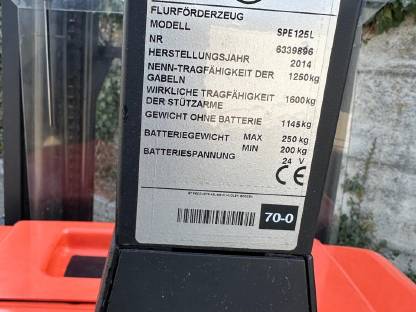 FLURFÖRDERZEUG
MODELL SPE125L
NR 6339896
HERSTELLUNGSJAHR 2014
NENN-TRAGFÄHIGKEIT DER GABELN 1250kg
WIRKLICHE TRAGFÄHIGKEIT DER STÜTZARME 1600kg
GEWICHT OHNE BATTERIE 1145kg
BATTERIEGEWICHT MAX 250 kg
MIN 200 kg
BATTERIESPANNUNG 24 V
CE
70-0